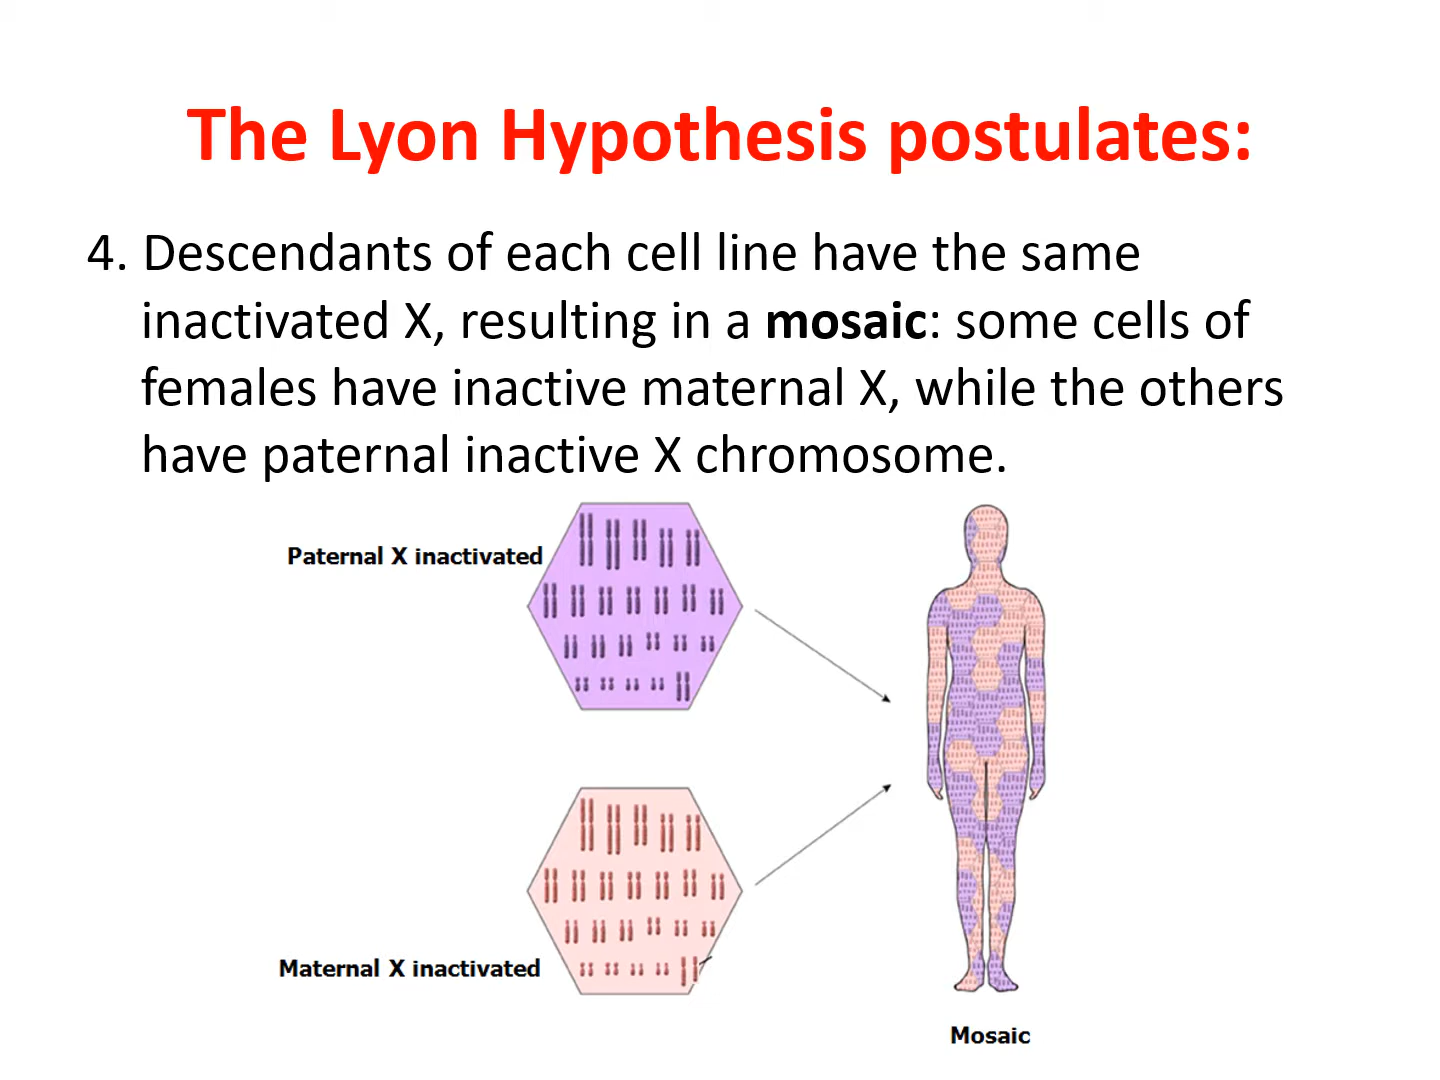 The Lyon Hypothesis postulates:
4. Descendants of each cell line have the same
inactivated X, resulting in a mosaic: some cells of
females have inactive maternal X, while the others
have paternal inactive X chromosome.
Paternal X inactivated
Maternal X inactivated
Mosaic